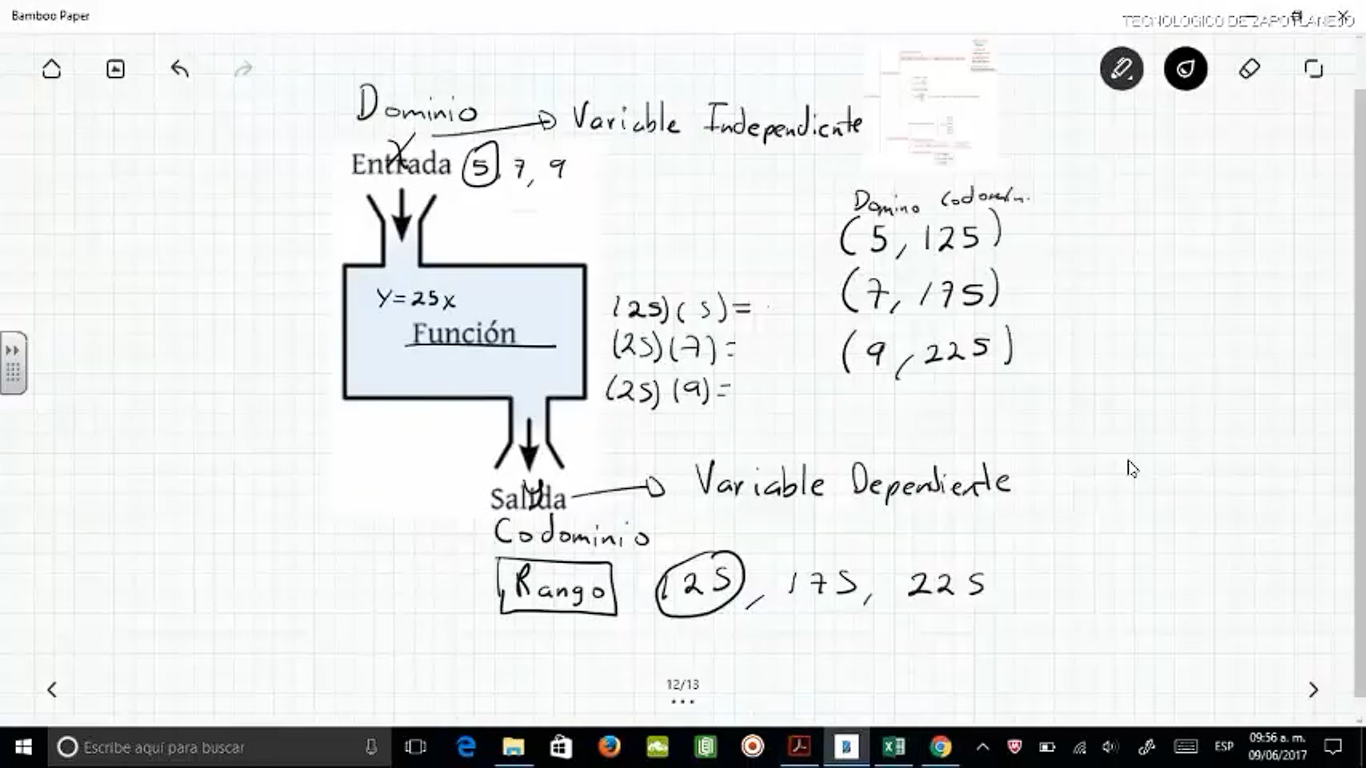 Bamboo Paper
TECNOLOGICO DE ZAPOTLANEJO
Dominio
Variable Independiente
x
Entrada 5, 7, 9
Domino
(5, 125)
(7, 175)
(9, 225)
Y=25x
Función
(25)(5)=
(25)(7)=
(25)(9)=
Salida
y
Variable Dependiente
Codominio
Rango 125, 175, 225
12/13
Escribe aquí para buscar
ESP
09:56 a. m.
09/06/2017